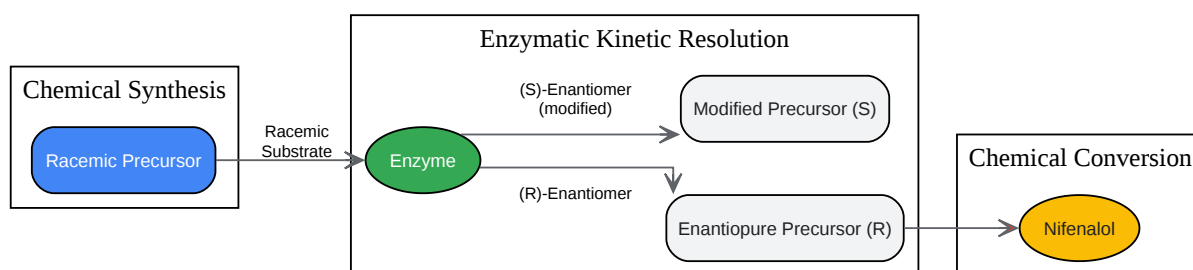 Enzymatic Kinetic Resolution
Chemical Synthesis
(S)-Enantiomer
(modified)
Modified Precursor (S)
Racemic
Substrate
Racemic Precursor
Enzyme
Chemical Conversion
(R)-Enantiomer
Enantiopure Precursor (R)
Nifenalol